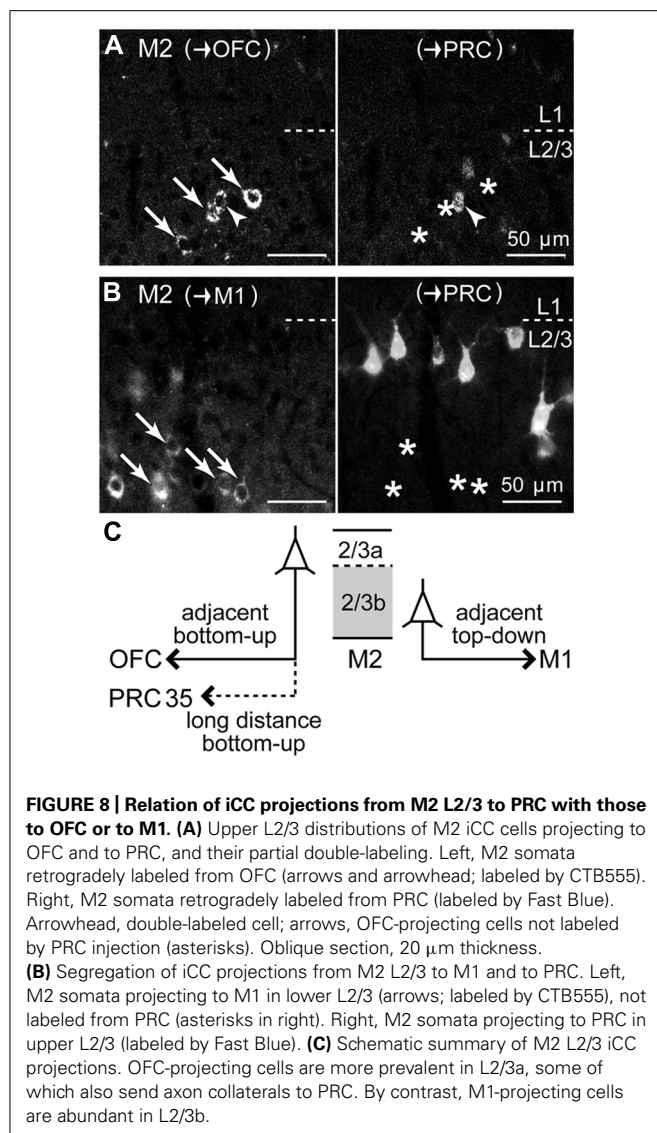 A M2 (→OFC) (→PRC)
L1
L2/3
50 μm
B M2 (→M1) (→PRC)
L1
L2/3
50 μm
C
2/3a
2/3b
adjacent
bottom-up
adjacent
top-down
OFC M2 M1
PRC 35
long distance
bottom-up
FIGURE 8 | Relation of iCC projections from M2 L2/3 to PRC with those
to OFC or to M1. (A) Upper L2/3 distributions of M2 iCC cells projecting to
OFC and to PRC, and their partial double-labeling. Left, M2 somata
retrogradely labeled from OFC (arrows and arrowhead; labeled by CTB555).
Right, M2 somata retrogradely labeled from PRC (labeled by Fast Blue).
Arrowhead, double-labeled cell; arrows, OFC-projecting cells not labeled
by PRC injection (asterisks). Oblique section, 20 μm thickness.
(B) Segregation of iCC projections from M2 L2/3 to M1 and to PRC. Left,
M2 somata projecting to M1 in lower L2/3 (arrows; labeled by CTB555), not
labeled from PRC (asterisks in right). Right, M2 somata projecting to PRC in
upper L2/3 (labeled by Fast Blue). (C) Schematic summary of M2 L2/3 iCC
projections. OFC-projecting cells are more prevalent in L2/3a, some of
which also send axon collaterals to PRC. By contrast, M1-projecting cells
are abundant in L2/3b.